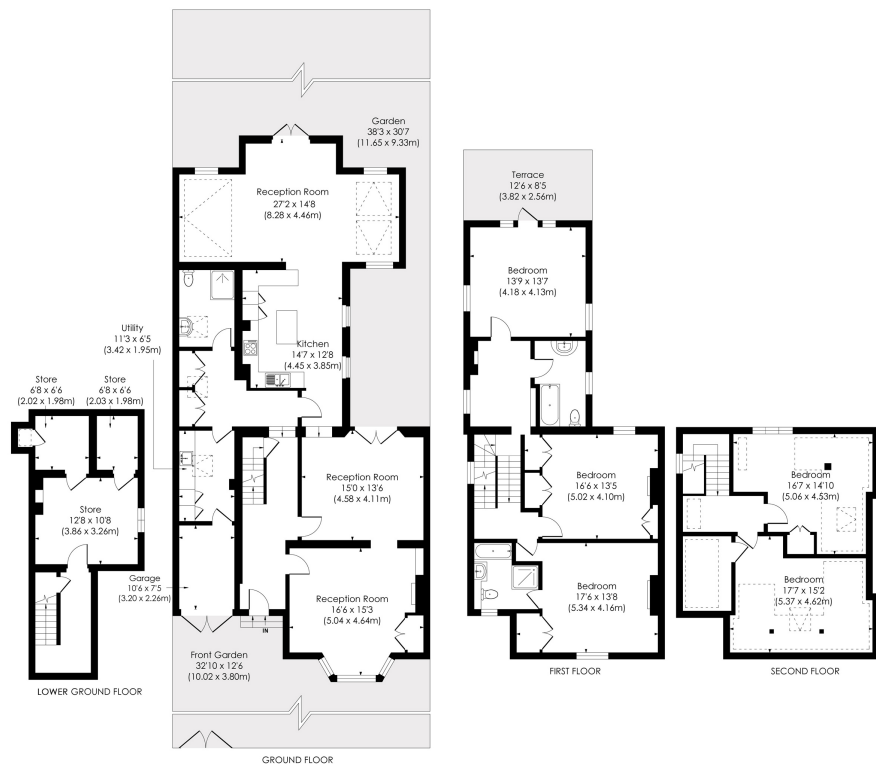 Garden
38'3 x 30'7
(11.65 x 9.33m)
Reception Room
27'2 x 14'8
(8.28 x 4.46m)
Terrace
12'6 x 8'5
(3.82 x 2.56m)
Bedroom
13'9 x 13'7
(4.18 x 4.13m)
Utility
11'3 x 6'5
(3.42 x 1.95m)
Kitchen
14'7 x 12'8
(4.45 x 3.85m)
Store
6'8 x 6'6
(2.02 x 1.98m)
Store
6'8 x 6'6
(2.03 x 1.98m)
Store
12'8 x 10'8
(3.86 x 3.26m)
Reception Room
15'0 x 13'6
(4.58 x 4.11m)
Bedroom
16'6 x 13'5
(5.02 x 4.10m)
Bedroom
16'7 x 14'10
(5.06 x 4.53m)
Garage
10'6 x 7'5
(3.20 x 2.26m)
Reception Room
16'6 x 15'3
(5.04 x 4.64m)
Bedroom
17'6 x 13'8
(5.34 x 4.16m)
Bedroom
17'7 x 15'2
(5.37 x 4.62m)
IN
Front Garden
32'10 x 12'6
(10.02 x 3.80m)
LOWER GROUND FLOOR
FIRST FLOOR
SECOND FLOOR
GROUND FLOOR